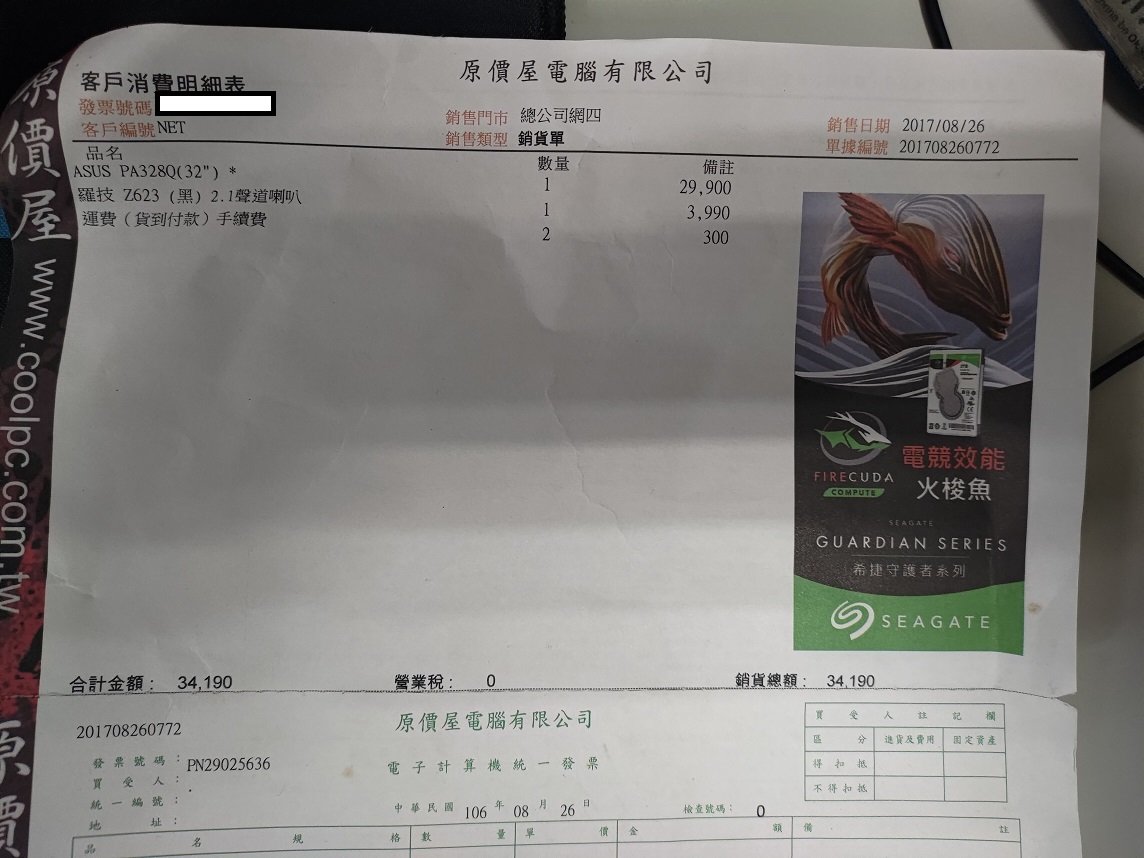 原價屋電腦有限公司
客戶消費明細表
發票號碼
客戶編號 NET
銷售門市 總公司網四
銷售類型 銷貨單
銷售日期 2017/08/26
單據編號 201708260772
品名 數量 備註
ASUS PA328Q(32") * 1 29,900
羅技 Z623 (黑) 2.1聲道喇叭 1 3,990
運費(貨到付款)手續費 2 300
原價屋 www.coolpc.com.tw
FIRECUDA
COMPUTE
電競效能
火梭魚
SEAGATE
GUARDIAN SERIES
希捷守護者系列
SEAGATE
合計金額: 34,190 營業稅: 0 銷貨總額: 34,190
原價
201708260772
原價屋電腦有限公司
發票號碼: PN29025636
買受人:
統一編號:
地址:
電子計算機統一發票
中華民國 106 年 08 月 26 日
檢查號碼: 0
買受人註記欄
區分 進貨及費用 固定資產
得扣抵
不得扣抵
品名規格 數量 單價 金額 備註